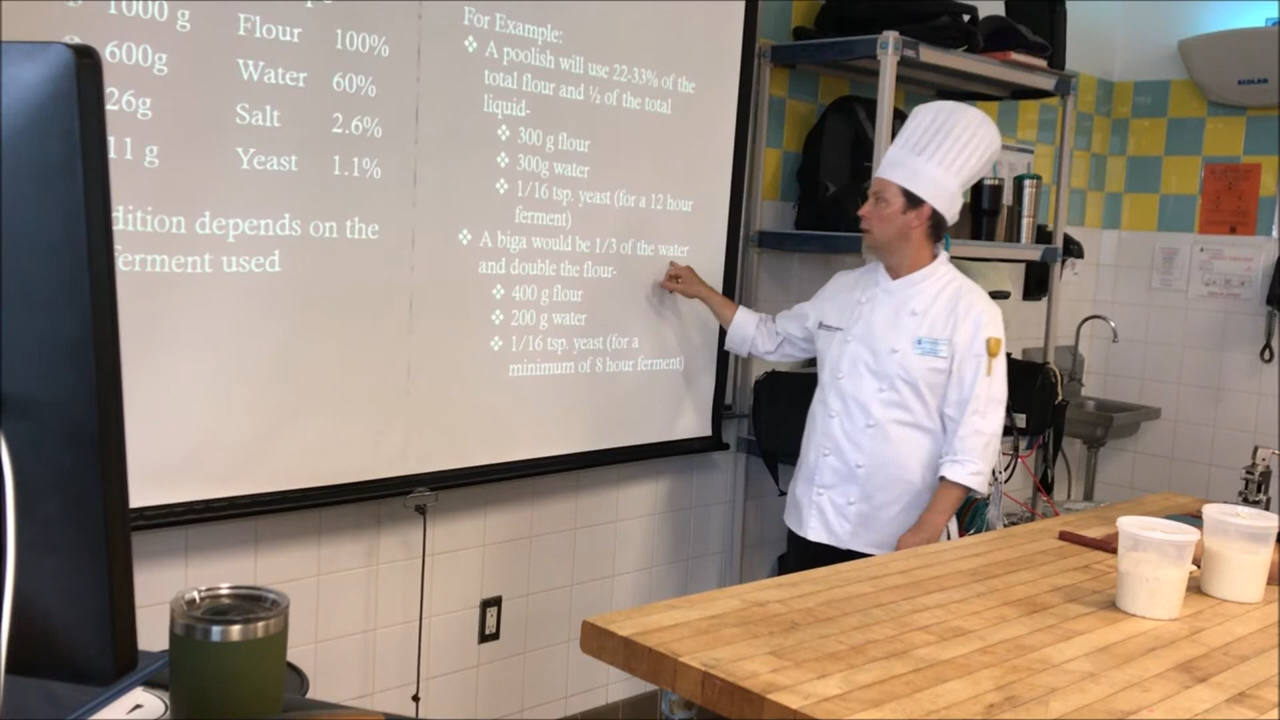 1000 g Flour 100%
600g Water 60%
26g Salt 2.6%
11 g Yeast 1.1%
dition depends on the
ferment used
For Example:
❖ A poolish will use 22-33% of the
total flour and ½ of the total
liquid-
❖ 300 g flour
❖ 300g water
❖ 1/16 tsp. yeast (for a 12 hour
ferment)
❖ A biga would be 1/3 of the water
and double the flour-
❖ 400 g flour
❖ 200 g water
❖ 1/16 tsp. yeast (for a
minimum of 8 hour ferment)
ECOLAB